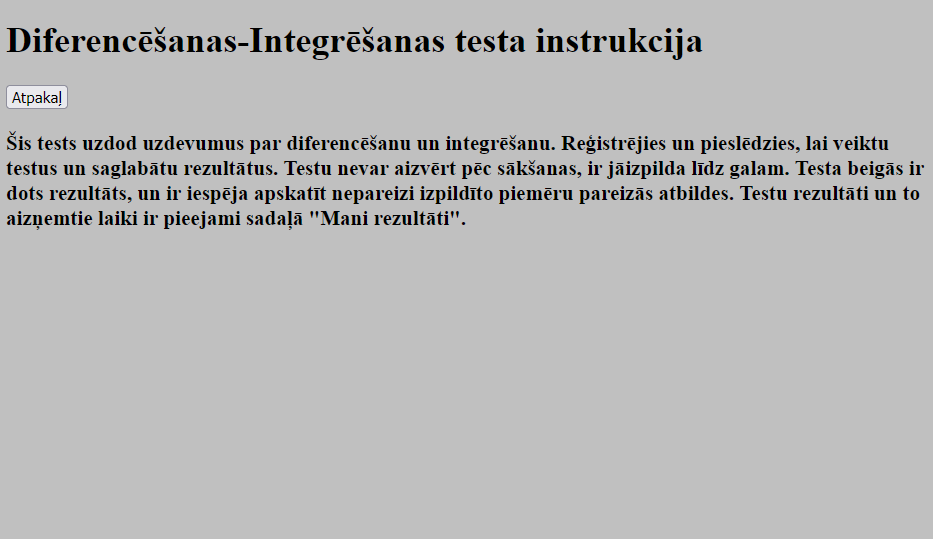 Diferencēšanas-Integrēšanas testa instrukcija
Atpakaļ
Šis tests uzdod uzdevumus par diferencēšanu un integrēšanu. Reģistrējies un pieslēdzies, lai veiktu
testus un saglabātu rezultātus. Testu nevar aizvērt pēc sākšanas, ir jāizpilda līdz galam. Testa beigās ir
dots rezultāts, un ir iespēja apskatīt nepareizi izpildīto piemēru pareizās atbildes. Testu rezultāti un to
aizņemtie laiki ir pieejami sadaļā "Mani rezultāti".